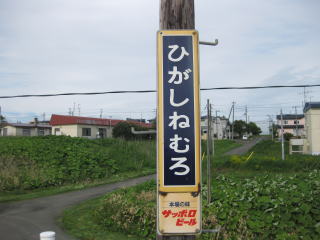 ひがしねむろ
本場の味
サッポロ
ビール